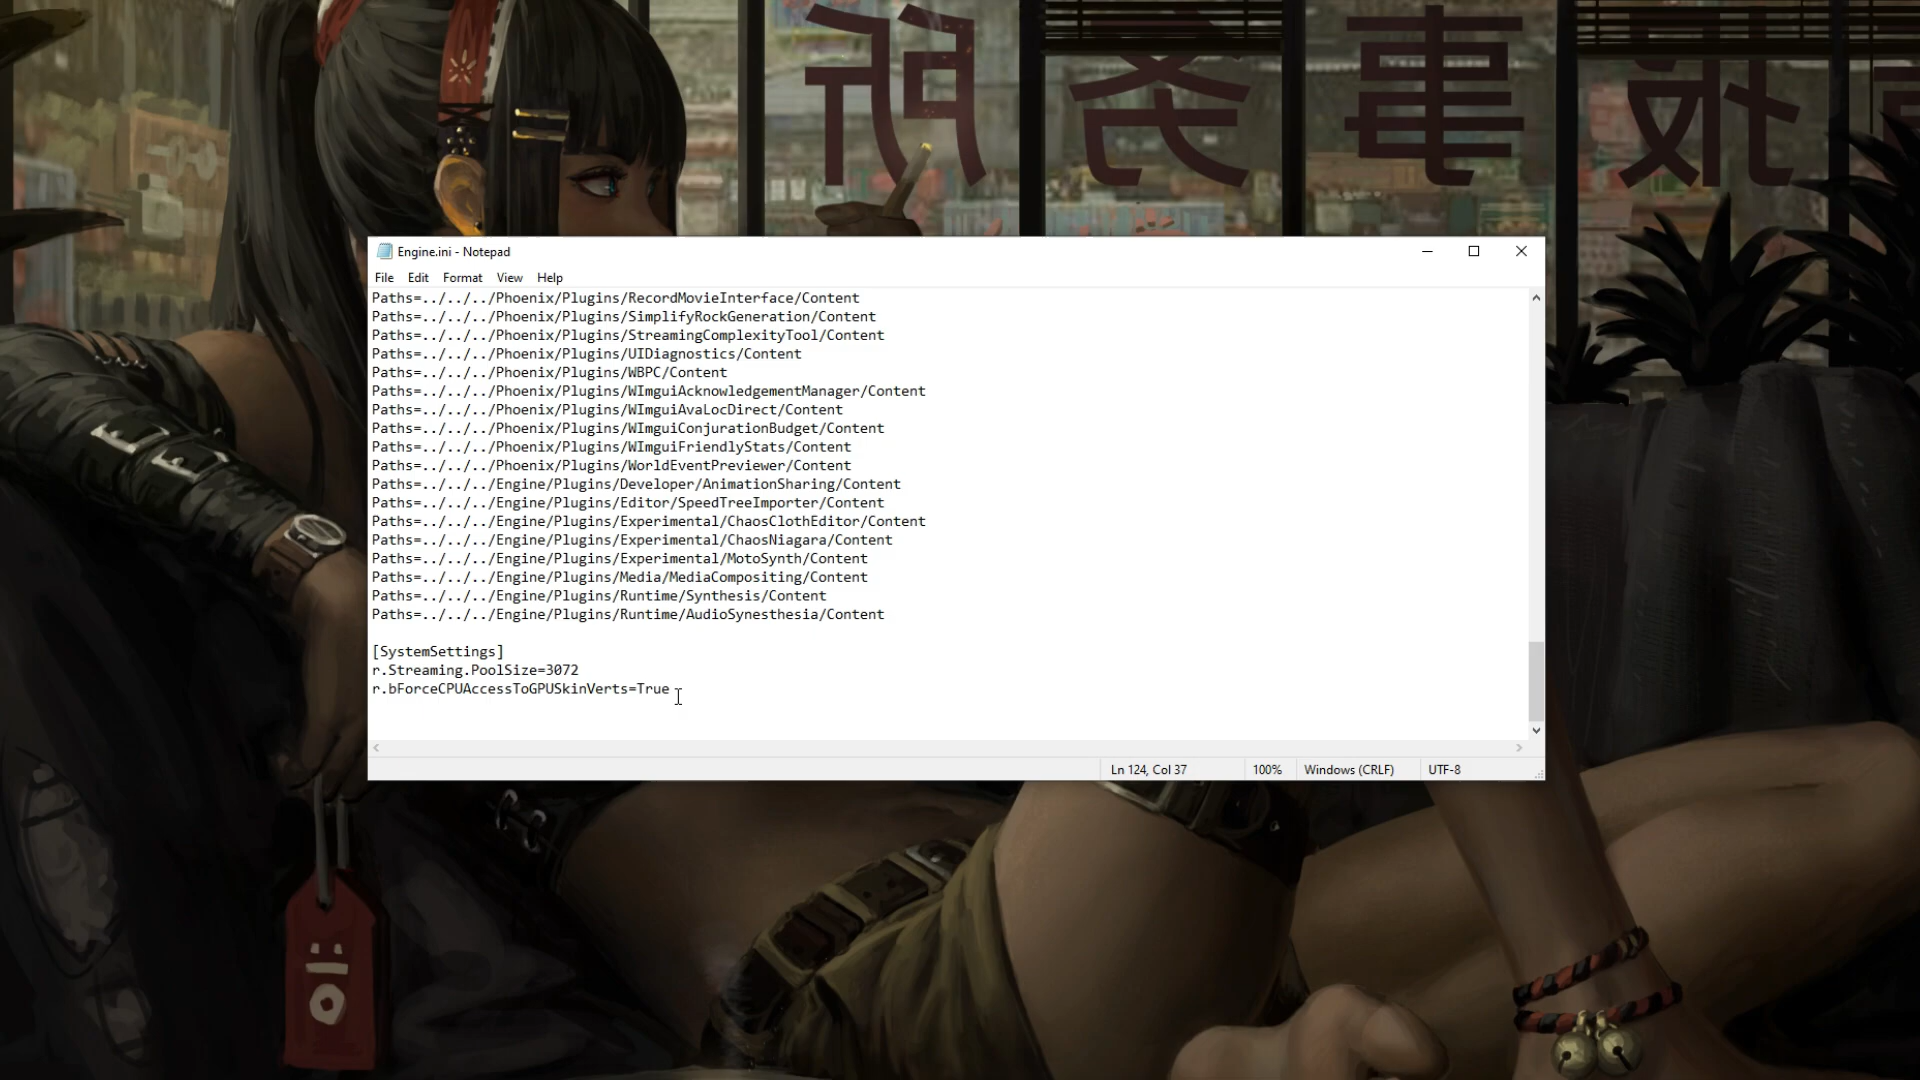 所 务 事 报
Engine.ini - Notepad
File Edit Format View Help
Paths=../../../Phoenix/Plugins/RecordMovieInterface/Content
Paths=../../../Phoenix/Plugins/SimplifyRockGeneration/Content
Paths=../../../Phoenix/Plugins/StreamingComplexityTool/Content
Paths=../../../Phoenix/Plugins/UIDiagnostics/Content
Paths=../../../Phoenix/Plugins/WBPC/Content
Paths=../../../Phoenix/Plugins/WImguiAcknowledgementManager/Content
Paths=../../../Phoenix/Plugins/WImguiAvaLocDirect/Content
Paths=../../../Phoenix/Plugins/WImguiConjurationBudget/Content
Paths=../../../Phoenix/Plugins/WImguiFriendlyStats/Content
Paths=../../../Phoenix/Plugins/WorldEventPreviewer/Content
Paths=../../../Engine/Plugins/Developer/AnimationSharing/Content
Paths=../../../Engine/Plugins/Editor/SpeedTreeImporter/Content
Paths=../../../Engine/Plugins/Experimental/ChaosClothEditor/Content
Paths=../../../Engine/Plugins/Experimental/ChaosNiagara/Content
Paths=../../../Engine/Plugins/Experimental/MotoSynth/Content
Paths=../../../Engine/Plugins/Media/MediaCompositing/Content
Paths=../../../Engine/Plugins/Runtime/Synthesis/Content
Paths=../../../Engine/Plugins/Runtime/AudioSynesthesia/Content
[SystemSettings]
r.Streaming.PoolSize=3072
r.bForceCPUAccessToGPUSkinVerts=True
Ln 124, Col 37 100% Windows (CRLF) UTF-8